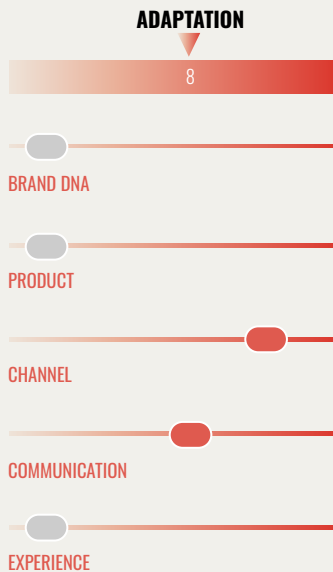 ADAPTATION
8
BRAND DNA
PRODUCT
CHANNEL
COMMUNICATION
EXPERIENCE